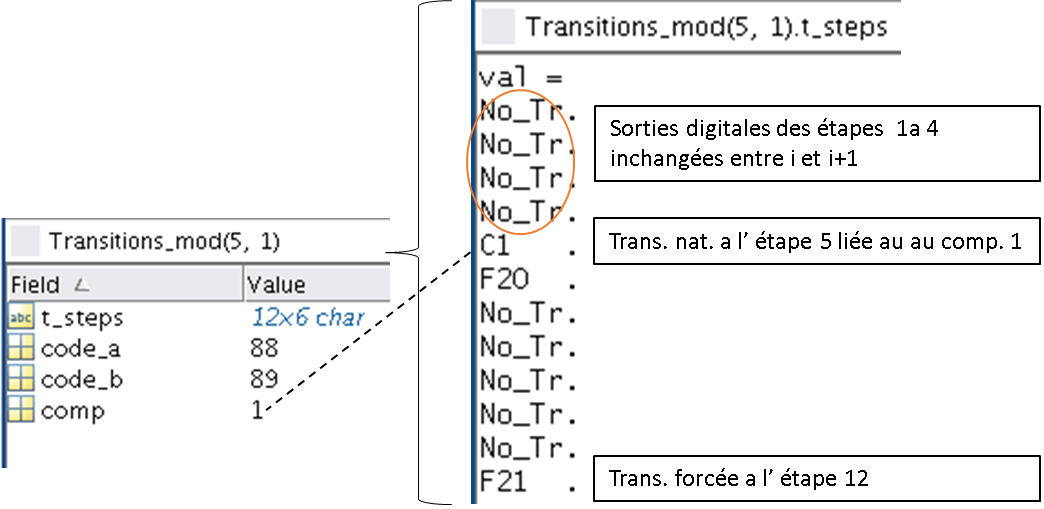 Transitions_mod(5, 1)
Field Value
t_steps 12x6 char
code_a 88
code_b 89
comp 1
Transitions_mod(5, 1).t_steps
val =
No_Tr.
No_Tr.
No_Tr.
No_Tr.
C1 .
F20 .
No_Tr.
No_Tr.
No_Tr.
No_Tr.
No_Tr.
F21 .
Sorties digitales des étapes 1a 4
inchangées entre i et i+1
Trans. nat. a l’ étape 5 liée au au comp. 1
Trans. forcée a l’ étape 12